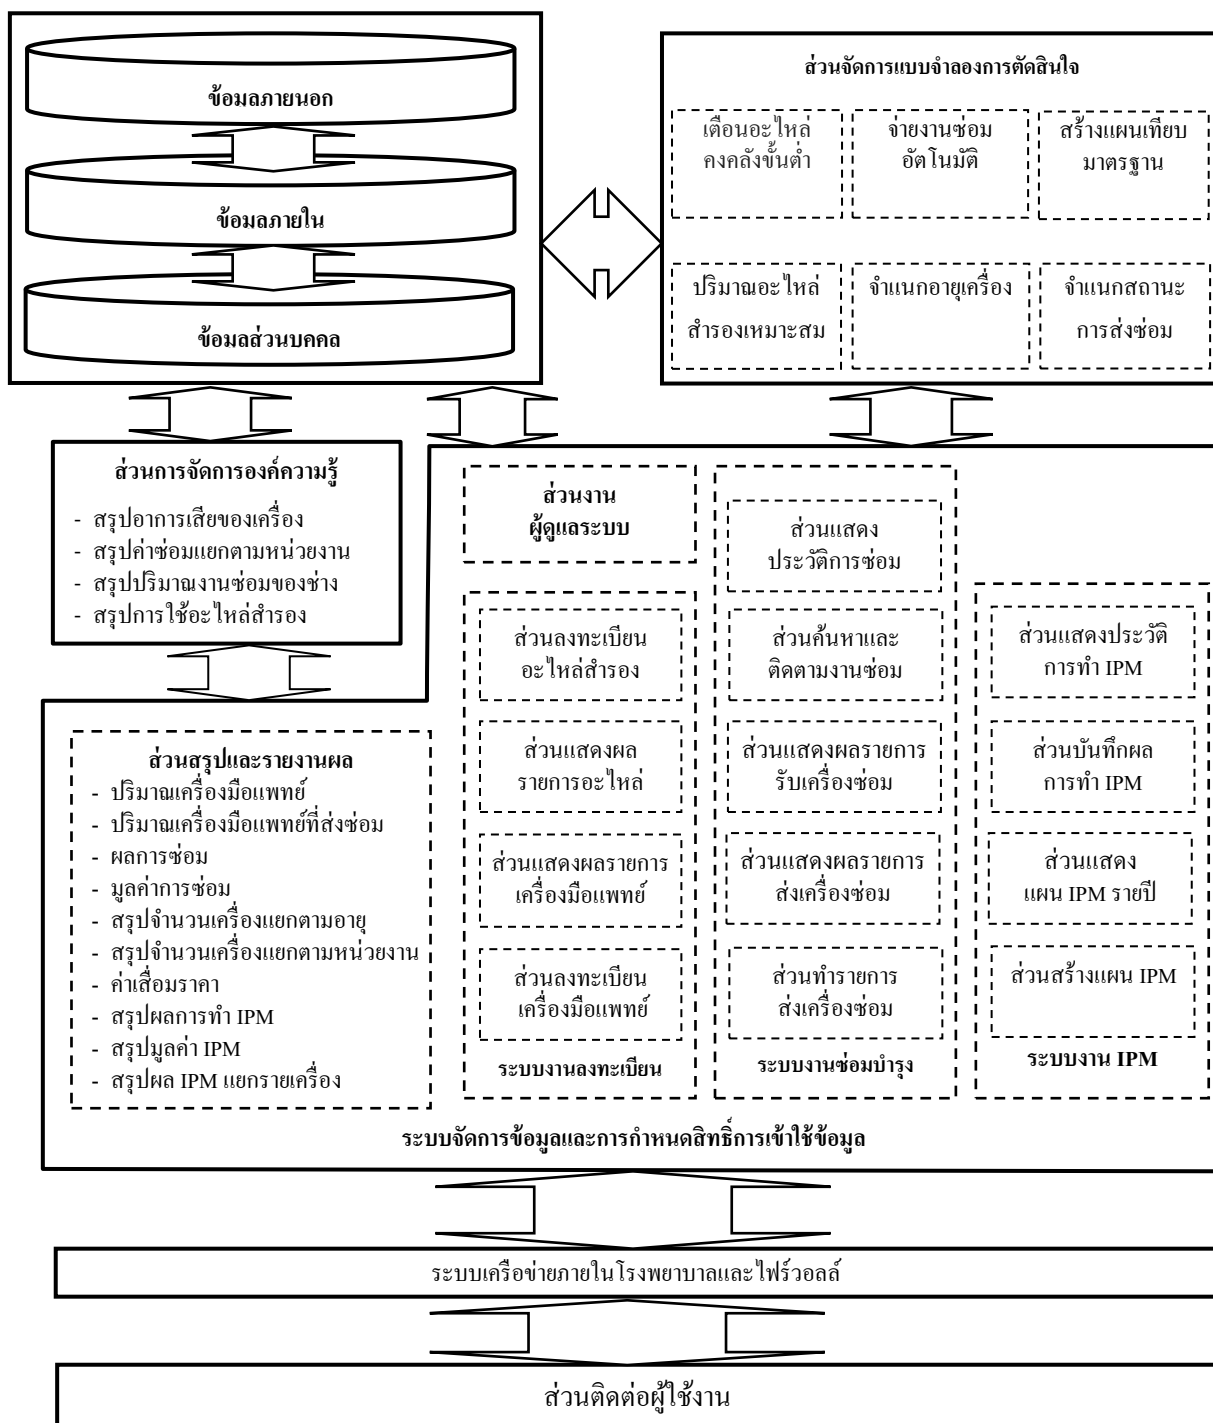 ข้อมูลภายนอก
ข้อมูลภายใน
ข้อมูลส่วนบุคคล
ส่วนจัดการแบบจำลองการตัดสินใจ
เตือนอะไหล่
คงคลังขั้นต่ำ
จ่ายงานซ่อม
อัตโนมัติ
สร้างแผนเทียบ
มาตรฐาน
ปริมาณอะไหล่
สำรองเหมาะสม
จำแนกอายุเครื่อง
จำแนกสถานะ
การส่งซ่อม
ส่วนการจัดการองค์ความรู้
- สรุปอาการเสียของเครื่อง
- สรุปค่าซ่อมแยกตามหน่วยงาน
- สรุปปริมาณงานซ่อมของช่าง
- สรุปการใช้อะไหล่สำรอง
ส่วนสรุปและรายงานผล
- ปริมาณเครื่องมือแพทย์
- ปริมาณเครื่องมือแพทย์ที่ส่งซ่อม
- ผลการซ่อม
- มูลค่าการซ่อม
- สรุปจำนวนเครื่องแยกตามอายุ
- สรุปจำนวนเครื่องแยกตามหน่วยงาน
- ค่าเสื่อมราคา
- สรุปผลการทำ IPM
- สรุปมูลค่า IPM
- สรุปผล IPM แยกรายเครื่อง
ส่วนงาน
ผู้ดูแลระบบ
ส่วนลงทะเบียน
อะไหล่สำรอง
ส่วนแสดงผล
รายการอะไหล่
ส่วนแสดงผลรายการ
เครื่องมือแพทย์
ส่วนลงทะเบียน
เครื่องมือแพทย์
ระบบงานลงทะเบียน
ส่วนแสดง
ประวัติการซ่อม
ส่วนค้นหาและ
ติดตามงานซ่อม
ส่วนแสดงผลรายการ
รับเครื่องซ่อม
ส่วนแสดงผลรายการ
ส่งเครื่องซ่อม
ส่วนทำรายการ
ส่งเครื่องซ่อม
ระบบงานซ่อมบำรุง
ส่วนแสดงประวัติ
การทำ IPM
ส่วนบันทึกผล
การทำ IPM
ส่วนแสดง
แผน IPM รายปี
ส่วนสร้างแผน IPM
ระบบงาน IPM
ระบบจัดการข้อมูลและการกำหนดสิทธิ์การเข้าใช้ข้อมูล
ระบบเครือข่ายภายในโรงพยาบาลและไฟร์วอลล์
ส่วนติดต่อผู้ใช้งาน